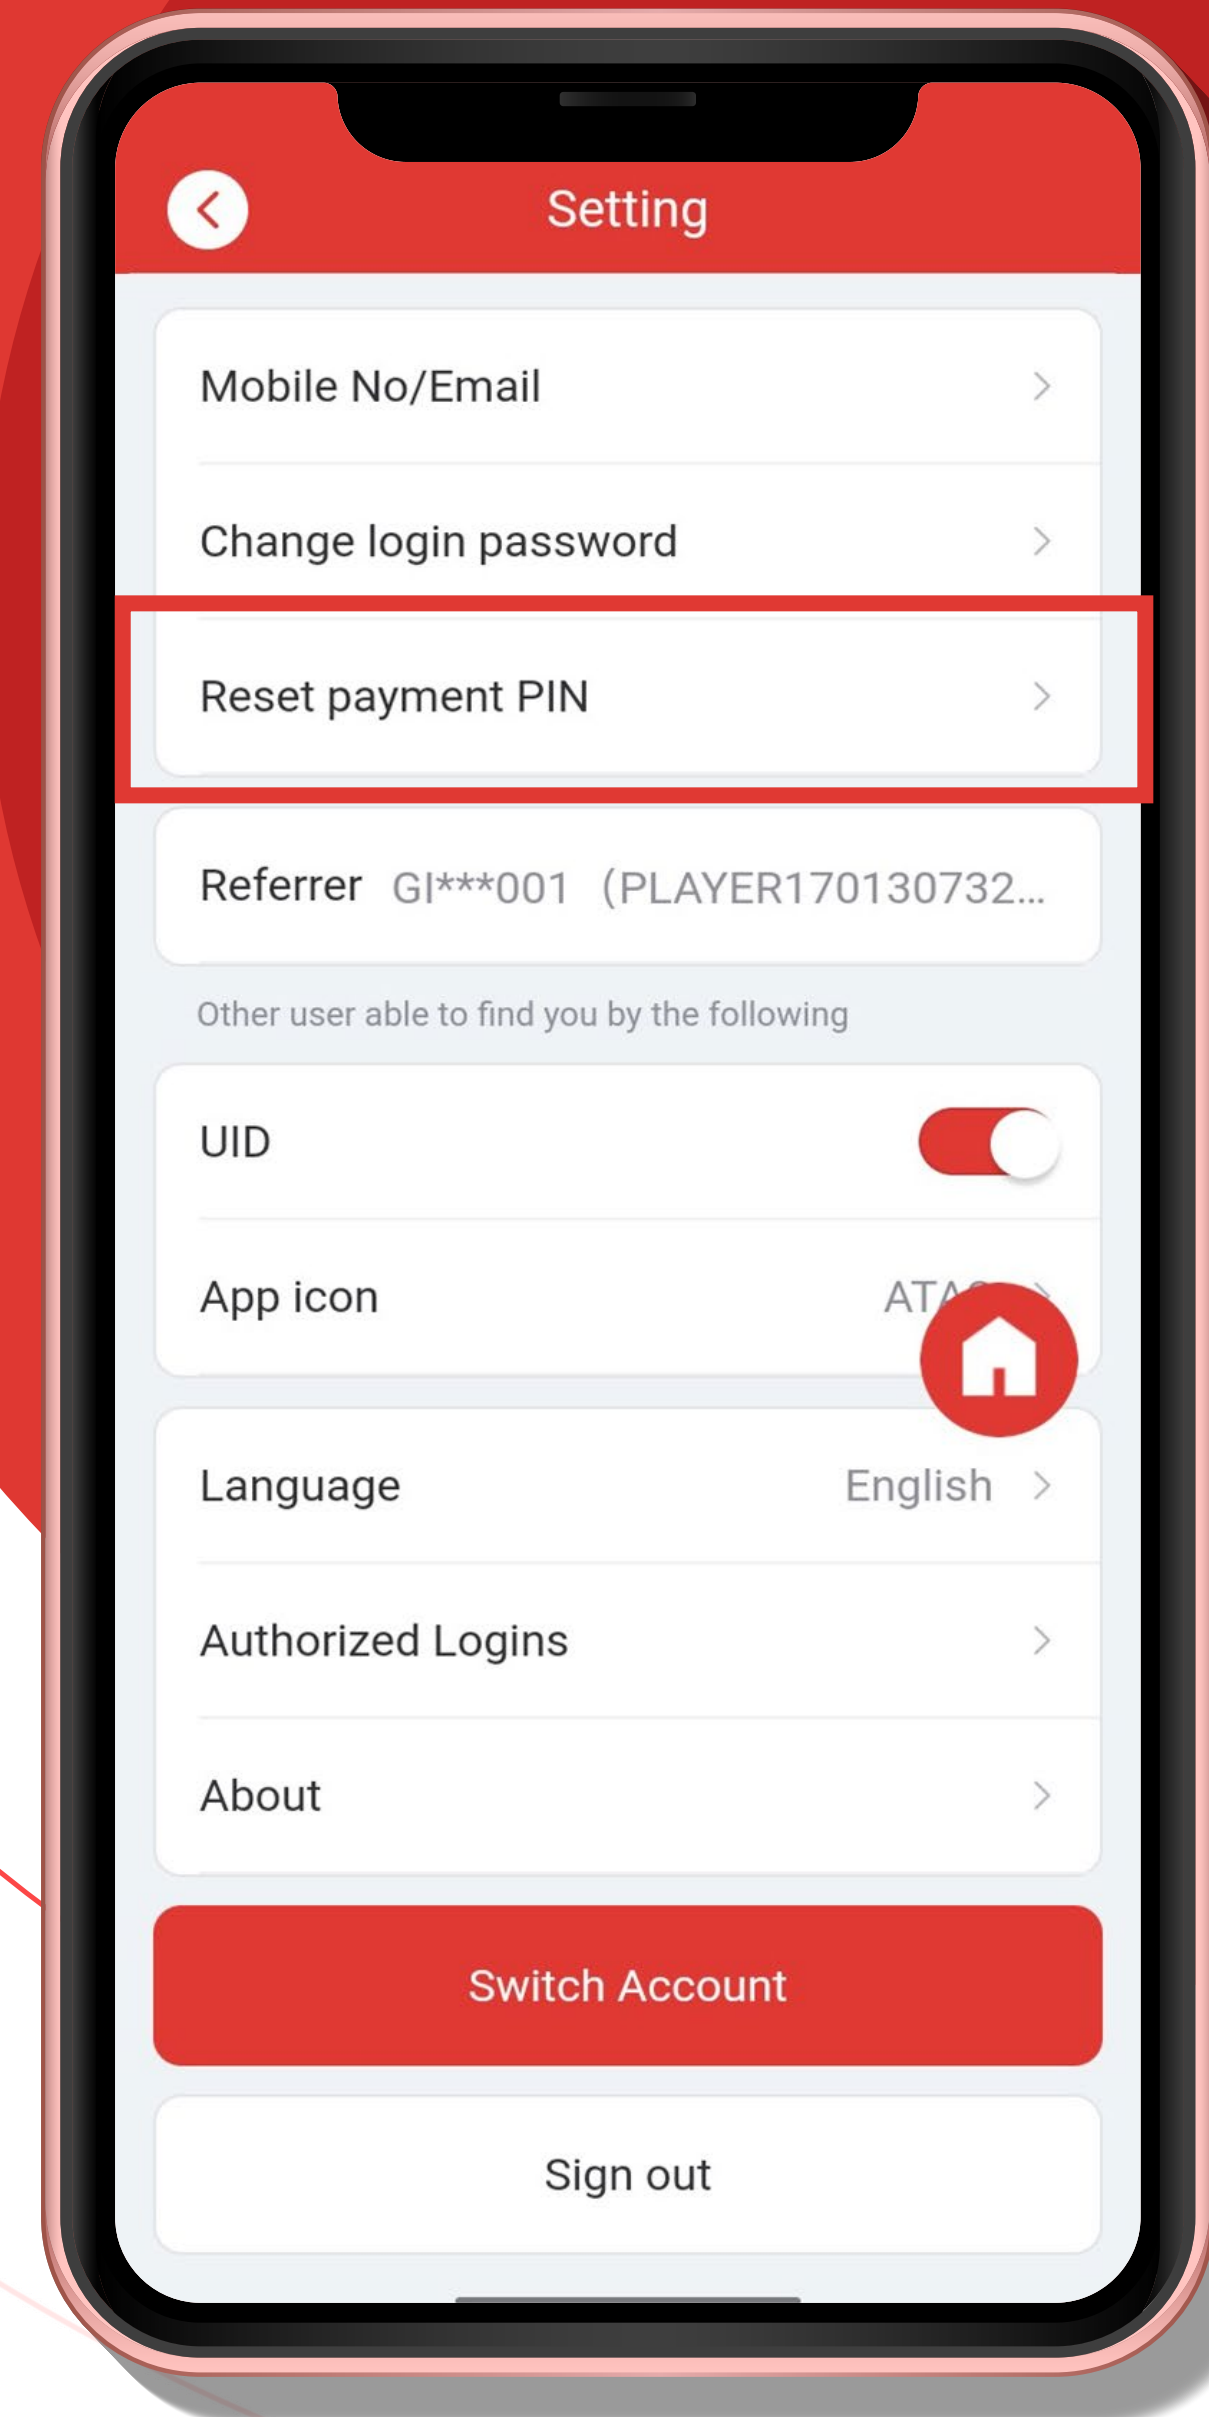 Setting
Mobile No/Email
Change login password
Reset payment PIN
Referrer GI***001 (PLAYER170130732...
Other user able to find you by the following
UID
App icon
Language English
Authorized Logins
About
Switch Account
Sign out